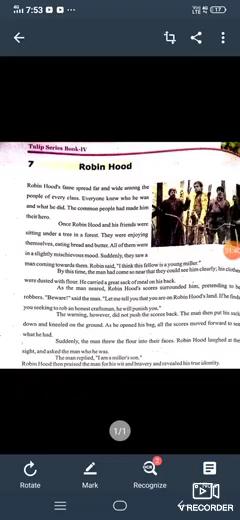 7:53
Tulip Series Book-IV
7 Robin Hood
Robin Hood's fame spread far and wide among the
people of every class. Everyone knew who he was
and what he did. The common people had made him
their hero.
Once Robin Hood and his friends were
sitting under a tree in a forest. They were enjoying
themselves, eating bread and butter. All of them were
in a slightly mischievous mood. Suddenly, they saw a
man coming towards them. Robin said, "I think this fellow is a young miller."
By this time, the man had come so near that they could see him clearly; his clothes
were dusted with flour. He carried a great sack of meal on his back.
As the man neared, Robin's scores surrounded him, pretending to be
robbers. "Beware!" said the man. "Let me tell you that you are on Robin Hood's land. If he finds
you seeking to rob an honest craftsman, he will punish you."
The warning, however, did not push the scores back. The man then put his sack
down and kneeled on the ground. As he opened his bag, all the scores moved forward to see
what he had.
Suddenly, the man threw the flour into their faces. Robin Hood laughed at the
sight, and asked the man who he was.
The man replied, "I am a miller's son."
Robin Hood then praised the man for his wit and bravery and revealed his true identity.
1/1
Rotate
Mark
Recognize
VIVACUT